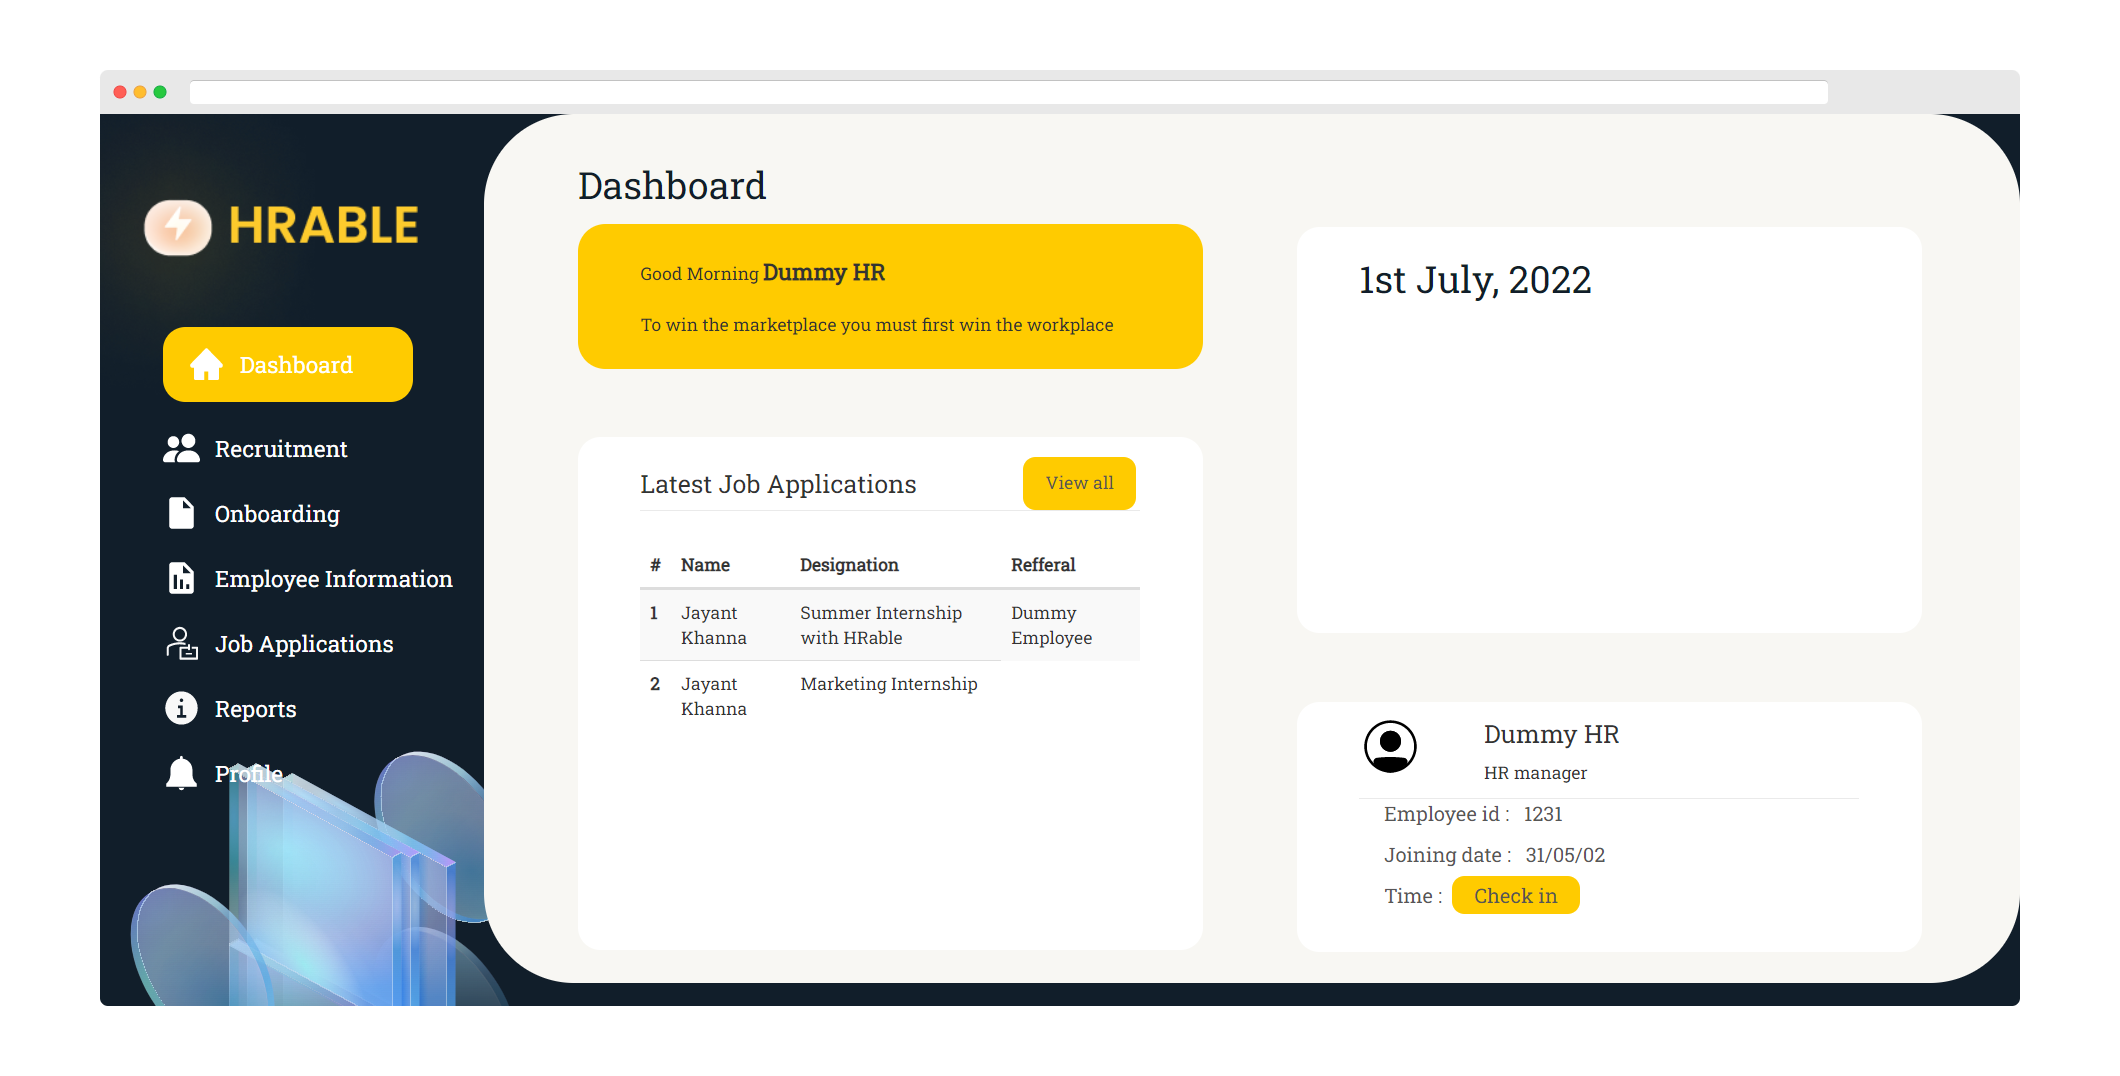 HRABLE
Dashboard
Recruitment
Onboarding
Employee Information
Job Applications
Reports
Profile
Dashboard
Good Morning Dummy HR
To win the marketplace you must first win the workplace
Latest Job Applications View all
# Name Designation Refferal
1 Jayant Summer Internship Dummy
Khanna with HRable Employee
2 Jayant Marketing Internship
Khanna
1st July, 2022
Dummy HR
HR manager
Employee id : 1231
Joining date : 31/05/02
Time : Check in